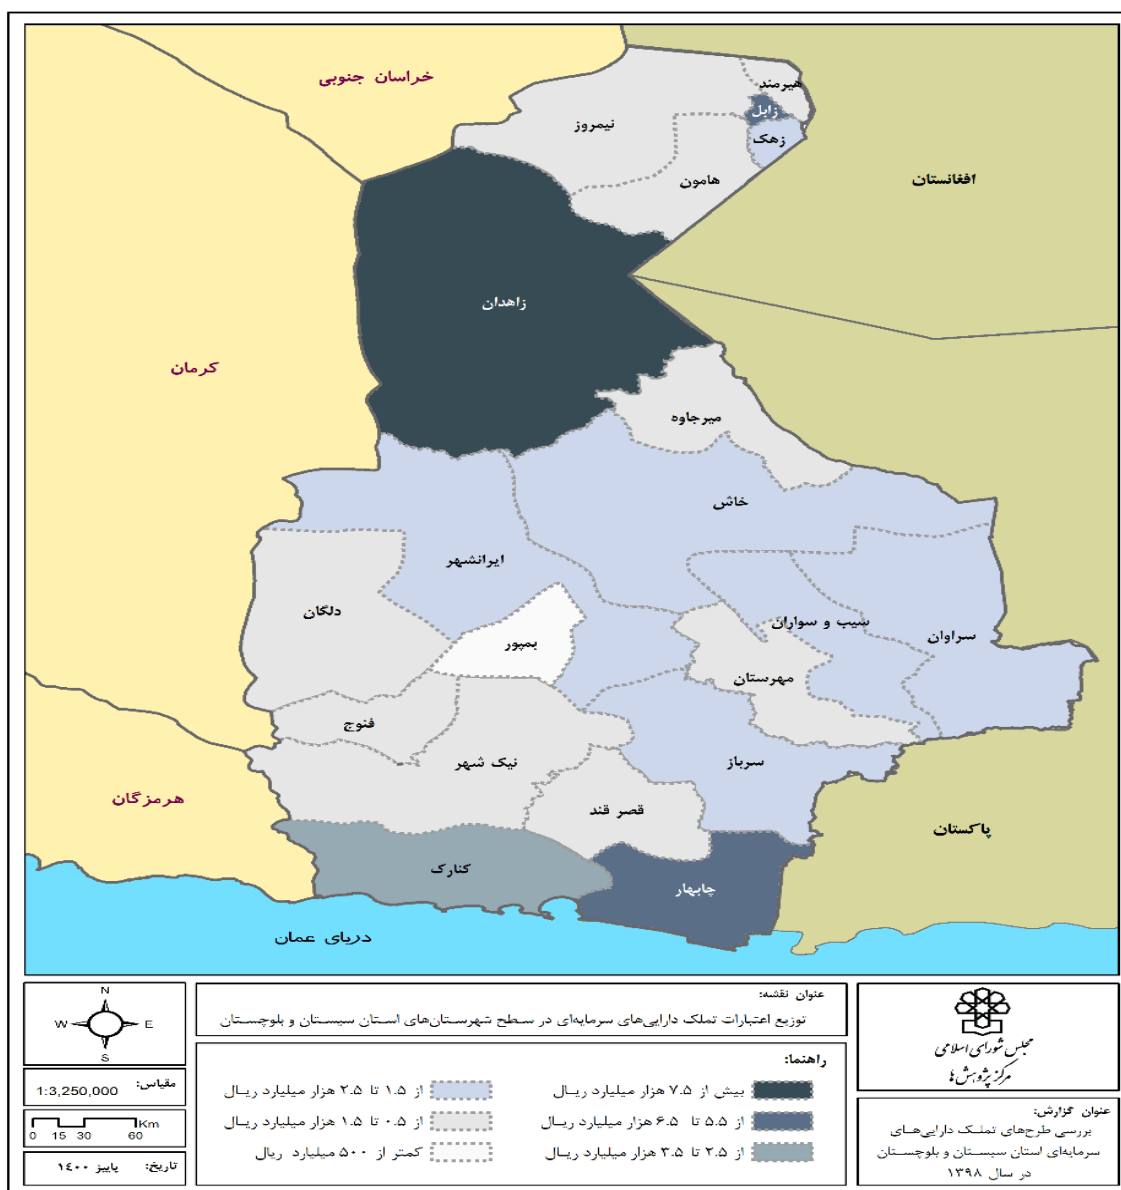 خراسان جنوبی
هیرمند
زابل
نیمروز
زهک
هامون
افغانستان
زاهدان
کرمان
میرجاوه
خاش
ایرانشهر
دلگان
سیب و سواران
سراوان
بمپور
مهرستان
فنوج
نیک شهر
سرباز
هرمزگان
قصر قند
پاکستان
کنارک
چابهار
دریای عمان
N
W E
S
مقیاس:
1:3,250,000
Km
0 15 30 60
تاریخ: پاییز ۱٤۰۰
عنوان نقشه:
توزیع اعتبارات تملک دارایی‌های سرمایه‌ای در سطح شهرستان‌های استان سیستان و بلوچستان
راهنما:
بیش از ۷.۵ هزار میلیارد ریال
از ۵.۵ تا ۶.۵ هزار میلیارد ریال
از ۲.۵ تا ۳.۵ هزار میلیارد ریال
از ۱.۵ تا ۲.۵ هزار میلیارد ریال
از ۰.۵ تا ۱.۵ هزار میلیارد ریال
کمتر از ۵۰۰ میلیارد ریال
مجلس شورای اسلامی
مرکز پژوهش‌ها
عنوان گزارش:
بررسی طرح‌های تملک دارایی‌های
سرمایه‌ای استان سیستان و بلوچستان
در سال ۱۳۹۸